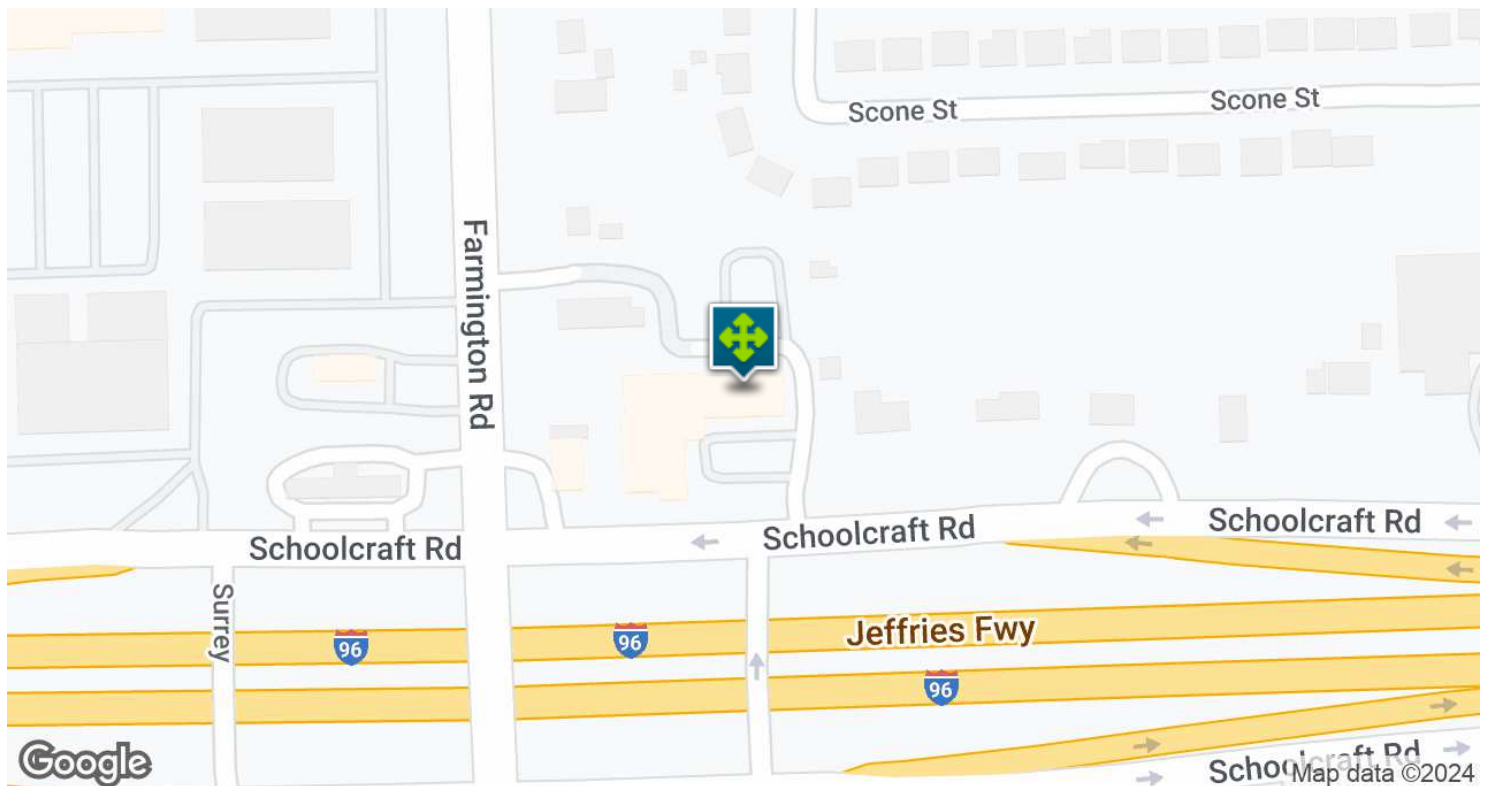 Scone St
Scone St
Farmington Rd
Schoolcraft Rd
Schoolcraft Rd
Schoolcraft Rd
Surrey
96
96
Jeffries Fwy
96
Google
Schoolcraft Rd
Map data ©2024